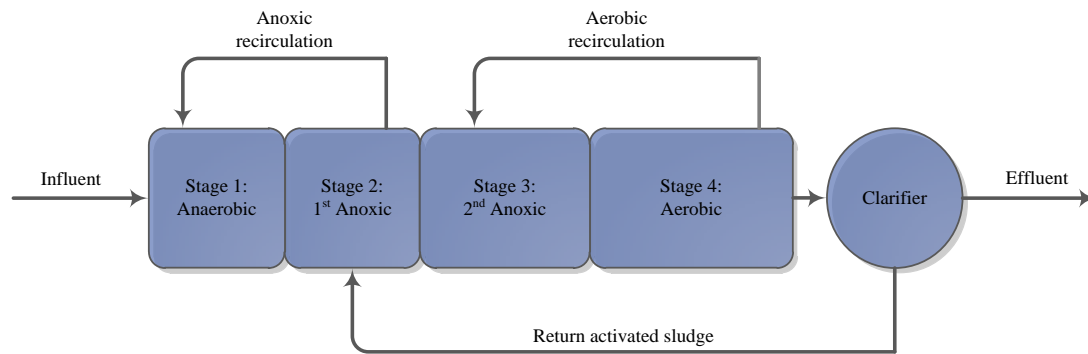 Anoxic
recirculation
Aerobic
recirculation
Influent
Stage 1:
Anaerobic
Stage 2:
1st Anoxic
Stage 3:
2nd Anoxic
Stage 4:
Aerobic
Clarifier
Effluent
Return activated sludge